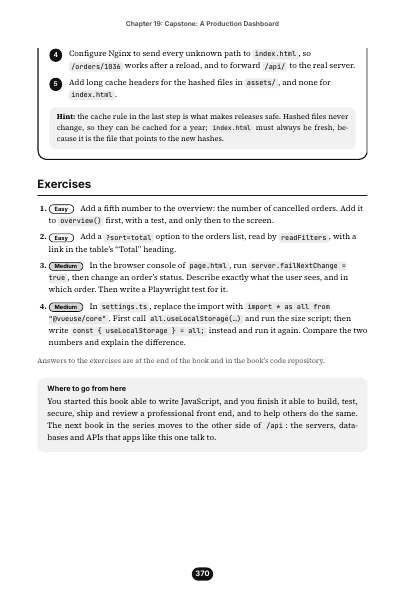 Chapter 19: Capstone: A Production Dashboard
4 Configure Nginx to send every unknown path to index.html, so
/orders/1036 works after a reload, and to forward /api/ to the real server.
5 Add long cache headers for the hashed files in assets/, and none for
index.html.
Hint: the cache rule in the last step is what makes releases safe. Hashed files never
change, so they can be cached for a year; index.html must always be fresh, be-
cause it is the file that points to the new hashes.
Exercises
1. Easy Add a fifth number to the overview: the number of cancelled orders. Add it
to overview() first, with a test, and only then to the screen.
2. Easy Add a ?sort=total option to the orders list, read by readFilters, with a
link in the table's "Total" heading.
3. Medium In the browser console of page.html, run server.failNextChange =
true, then change an order's status. Describe exactly what the user sees, and in
which order. Then write a Playwright test for it.
4. Medium In settings.ts, replace the import with import * as all from
"@vueuse/core". First call all.useLocalStorage(…) and run the size script; then
write const { useLocalStorage } = all; instead and run it again. Compare the two
numbers and explain the difference.
Answers to the exercises are at the end of the book and in the book's code repository.
Where to go from here
You started this book able to write JavaScript, and you finish it able to build, test,
secure, ship and review a professional front end, and to help others do the same.
The next book in the series moves to the other side of /api: the servers, data-
bases and APIs that apps like this one talk to.
370